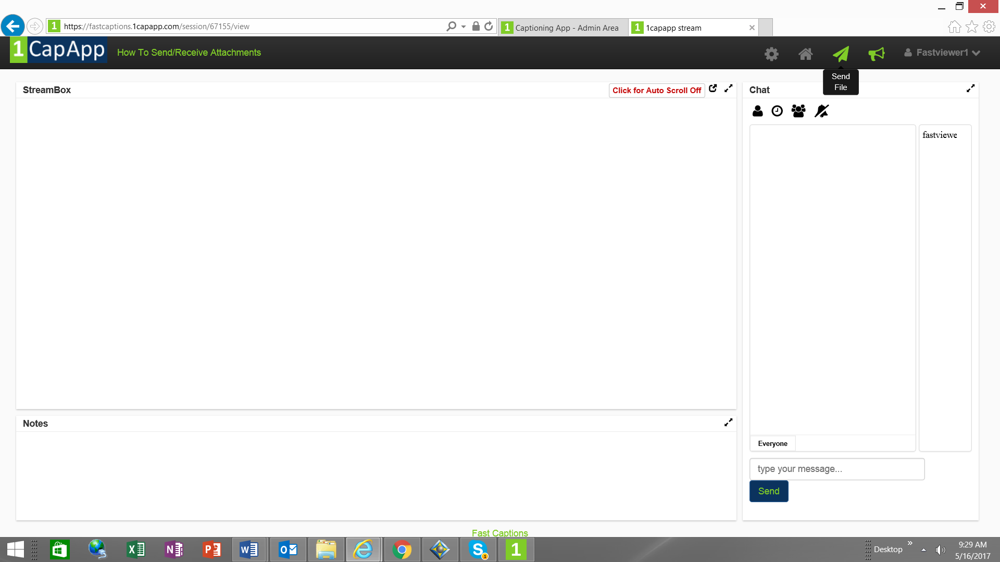 https://fastcaptions.1capapp.com/session/67155/view
1 Captioning App - Admin Area
1 1capapp stream
1CapApp
How To Send/Receive Attachments
Fastviewer1
Send
File
StreamBox
Click for Auto Scroll Off
Chat
fastviewe
Notes
Everyone
type your message...
Send
Fast Captions
Desktop
9:29 AM
5/16/2017